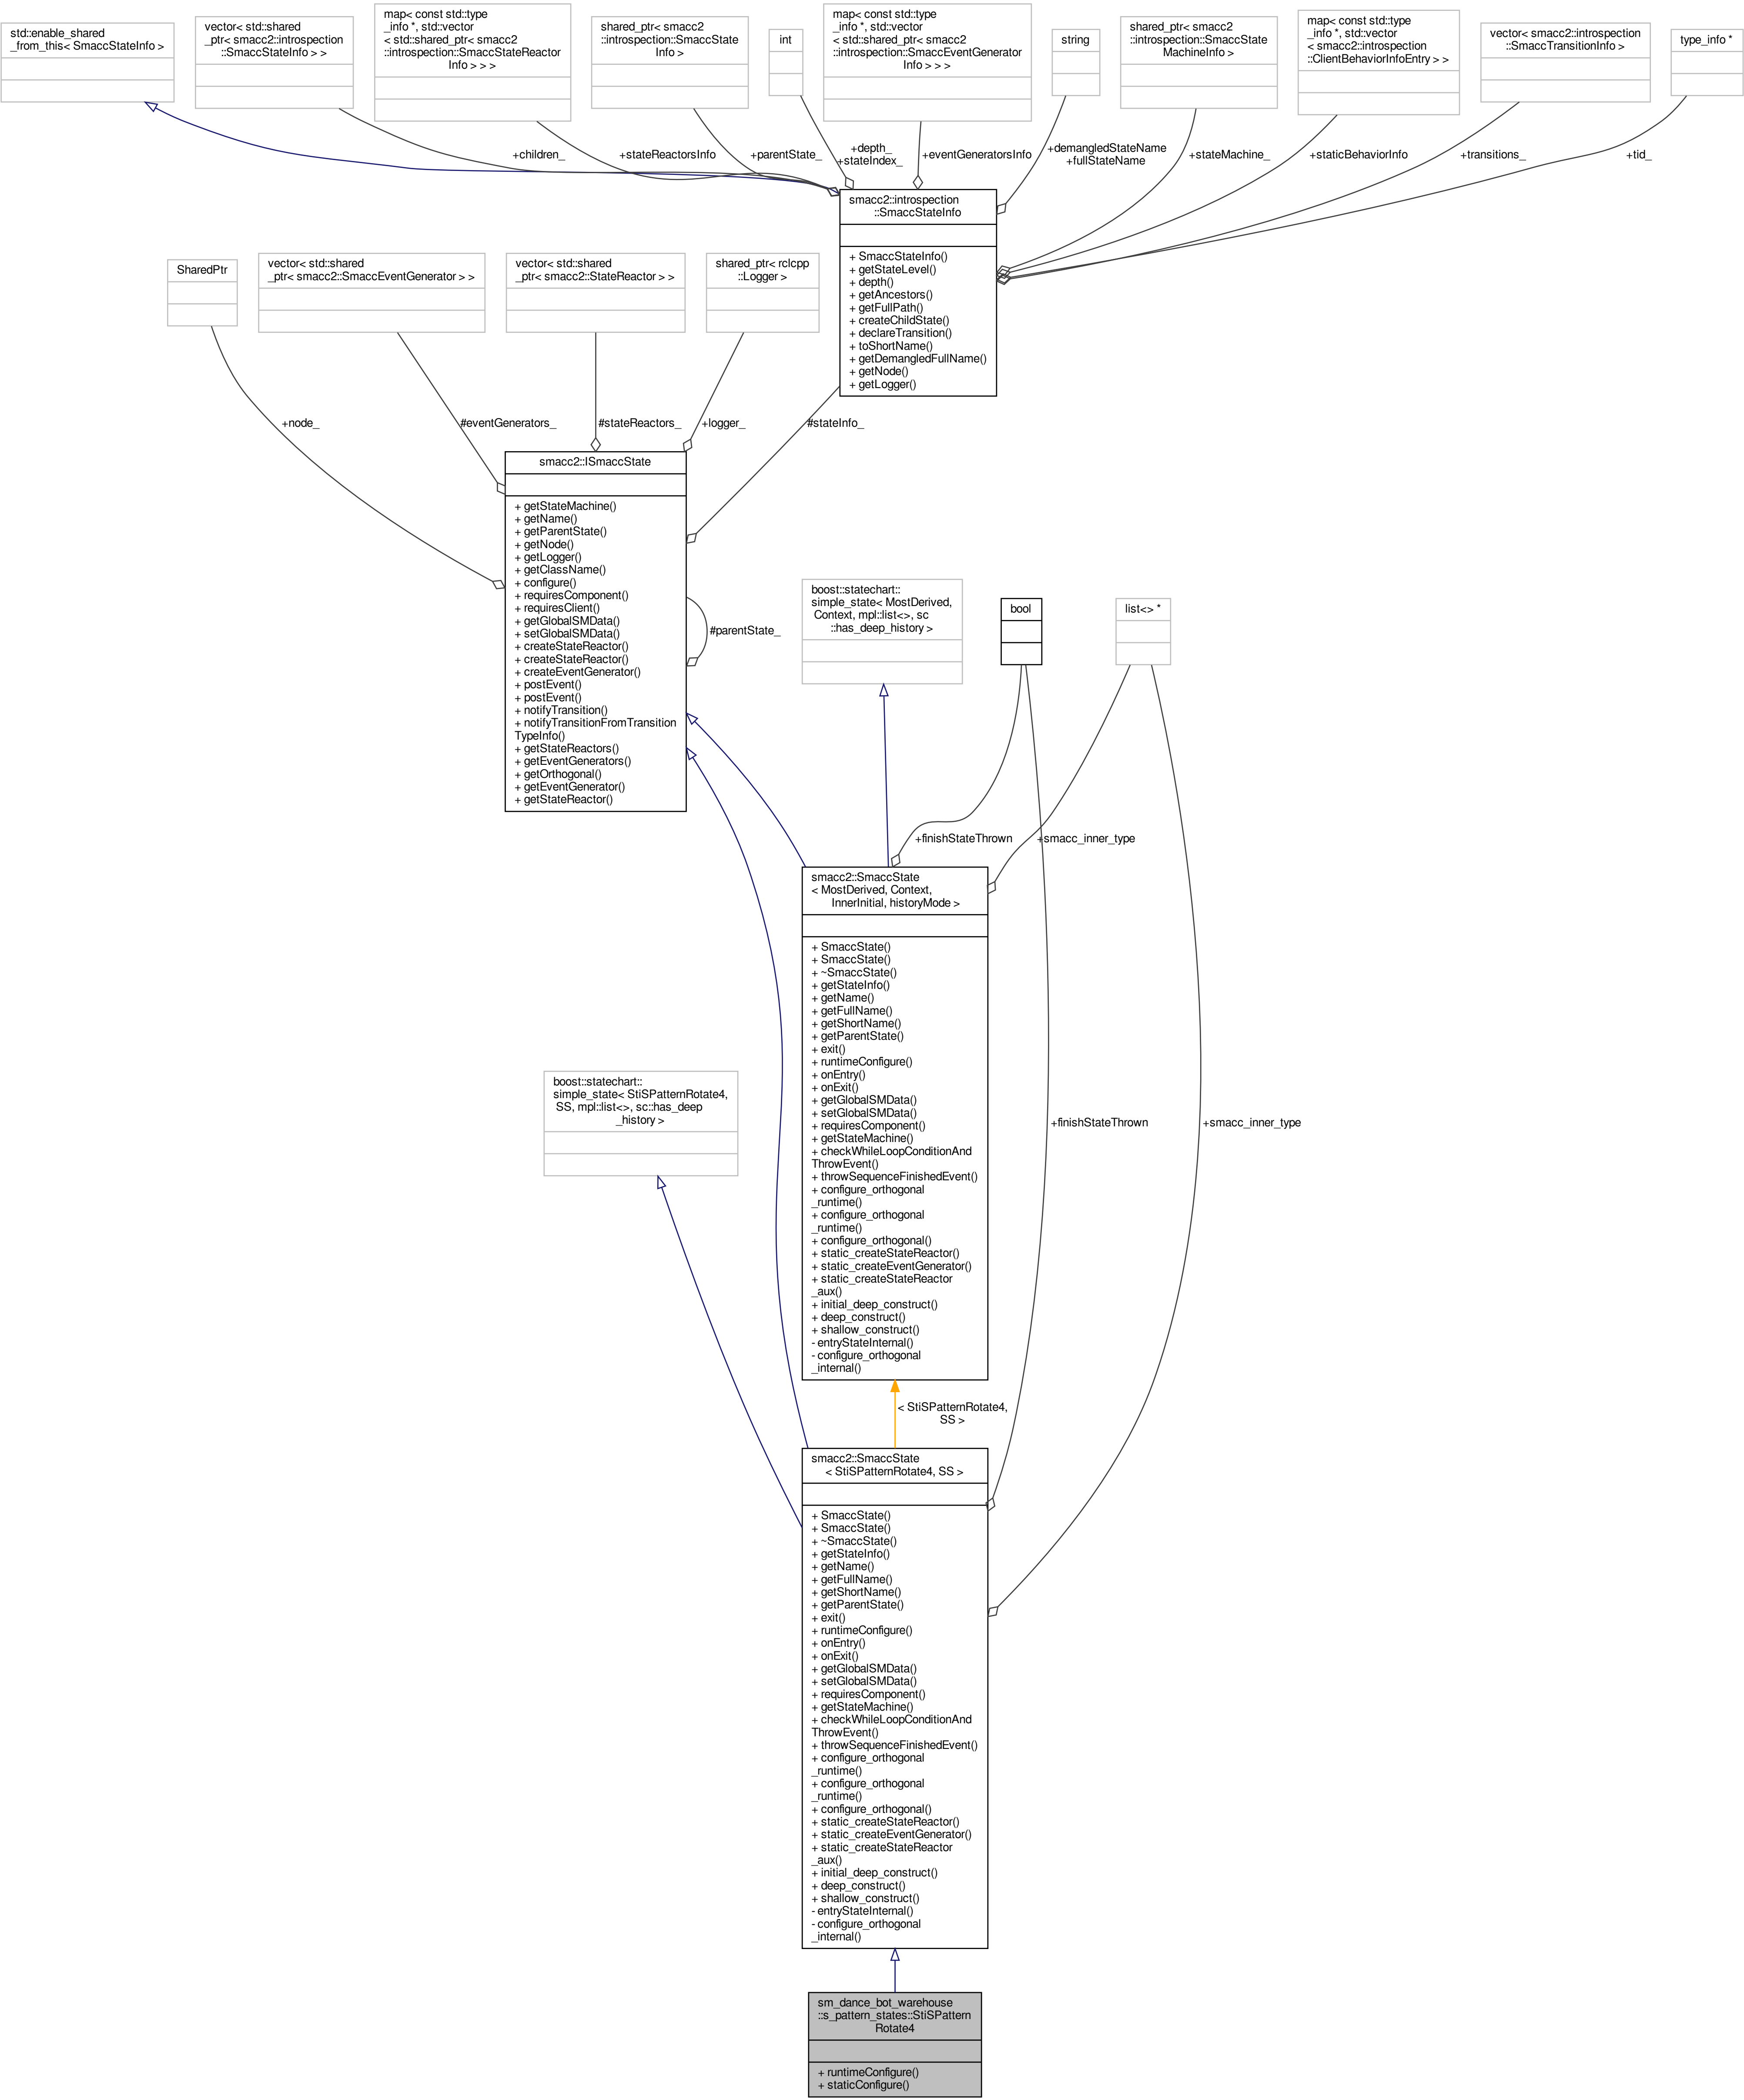 std::enable_shared
_from_this< SmaccStateInfo >
vector< std::shared
_ptr< smacc2::introspection
::SmaccStateInfo > >
map< const std::type
_info *, std::vector
< std::shared_ptr< smacc2
::introspection::SmaccStateReactor
Info > > >
shared_ptr< smacc2
::introspection::SmaccState
Info >
int
map< const std::type
_info *, std::vector
< std::shared_ptr< smacc2
::introspection::SmaccEventGenerator
Info > > >
string
shared_ptr< smacc2
::introspection::SmaccState
MachineInfo >
map< const std::type
_info *, std::vector
< smacc2::introspection
::ClientBehaviorInfoEntry > >
vector< smacc2::introspection
::SmaccTransitionInfo >
type_info *
+children_
+stateReactorsInfo
+parentState_
+depth_
+stateIndex_
+eventGeneratorsInfo
+demangledStateName
+fullStateName
+stateMachine_
+staticBehaviorInfo
+transitions_
+tid_
smacc2::introspection
::SmaccStateInfo
+ SmaccStateInfo()
+ getStateLevel()
+ depth()
+ getAncestors()
+ getFullPath()
+ createChildState()
+ declareTransition()
+ toShortName()
+ getDemangledFullName()
+ getNode()
+ getLogger()
SharedPtr
vector< std::shared
_ptr< smacc2::SmaccEventGenerator > >
vector< std::shared
_ptr< smacc2::StateReactor > >
shared_ptr< rclcpp
::Logger >
+node_
#eventGenerators_
#stateReactors_
+logger_
#stateInfo_
smacc2::ISmaccState
+ getStateMachine()
+ getName()
+ getParentState()
+ getNode()
+ getLogger()
+ getClassName()
+ configure()
+ requiresComponent()
+ requiresClient()
+ getGlobalSMData()
+ setGlobalSMData()
+ createStateReactor()
+ createStateReactor()
+ createEventGenerator()
+ postEvent()
+ postEvent()
+ notifyTransition()
+ notifyTransitionFromTransition
TypeInfo()
+ getStateReactors()
+ getEventGenerators()
+ getOrthogonal()
+ getEventGenerator()
+ getStateReactor()
#parentState_
boost::statechart::
simple_state< MostDerived,
Context, mpl::list<>, sc
::has_deep_history >
bool
list<> *
+finishStateThrown
+smacc_inner_type
smacc2::SmaccState
< MostDerived, Context,
InnerInitial, historyMode >
+ SmaccState()
+ SmaccState()
+ ~SmaccState()
+ getStateInfo()
+ getName()
+ getFullName()
+ getShortName()
+ getParentState()
+ exit()
+ runtimeConfigure()
+ onEntry()
+ onExit()
+ getGlobalSMData()
+ setGlobalSMData()
+ requiresComponent()
+ getStateMachine()
+ checkWhileLoopConditionAnd
ThrowEvent()
+ throwSequenceFinishedEvent()
+ configure_orthogonal
_runtime()
+ configure_orthogonal
_runtime()
+ configure_orthogonal()
+ static_createStateReactor()
+ static_createEventGenerator()
+ static_createStateReactor
_aux()
+ initial_deep_construct()
+ deep_construct()
+ shallow_construct()
- entryStateInternal()
- configure_orthogonal
_internal()
boost::statechart::
simple_state< StiSPatternRotate4,
SS, mpl::list<>, sc::has_deep
_history >
+finishStateThrown
+smacc_inner_type
< StiSPatternRotate4,
SS >
smacc2::SmaccState
< StiSPatternRotate4, SS >
+ SmaccState()
+ SmaccState()
+ ~SmaccState()
+ getStateInfo()
+ getName()
+ getFullName()
+ getShortName()
+ getParentState()
+ exit()
+ runtimeConfigure()
+ onEntry()
+ onExit()
+ getGlobalSMData()
+ setGlobalSMData()
+ requiresComponent()
+ getStateMachine()
+ checkWhileLoopConditionAnd
ThrowEvent()
+ throwSequenceFinishedEvent()
+ configure_orthogonal
_runtime()
+ configure_orthogonal
_runtime()
+ configure_orthogonal()
+ static_createStateReactor()
+ static_createEventGenerator()
+ static_createStateReactor
_aux()
+ initial_deep_construct()
+ deep_construct()
+ shallow_construct()
- entryStateInternal()
- configure_orthogonal
_internal()
sm_dance_bot_warehouse
::s_pattern_states::StiSPattern
Rotate4
+ runtimeConfigure()
+ staticConfigure()